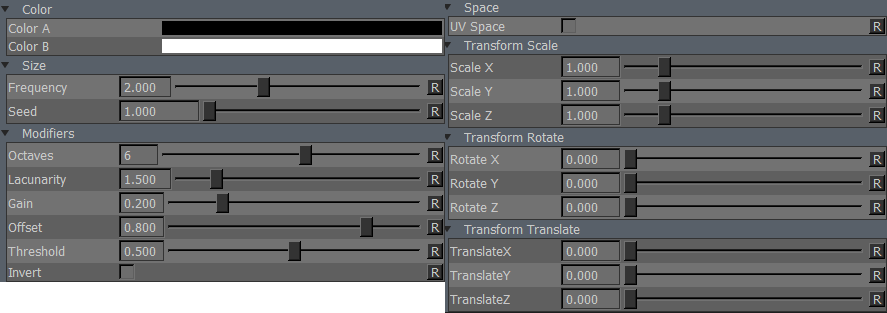 Color
Color A
Color B
Size
Frequency 2.000 R
Seed 1.000 R
Modifiers
Octaves 6 R
Lacunarity 1.500 R
Gain 0.200 R
Offset 0.800 R
Threshold 0.500 R
Invert R
Space
UV Space R
Transform Scale
Scale X 1.000 R
Scale Y 1.000 R
Scale Z 1.000 R
Transform Rotate
Rotate X 0.000 R
Rotate Y 0.000 R
Rotate Z 0.000 R
Transform Translate
TranslateX 0.000 R
TranslateY 0.000 R
TranslateZ 0.000 R